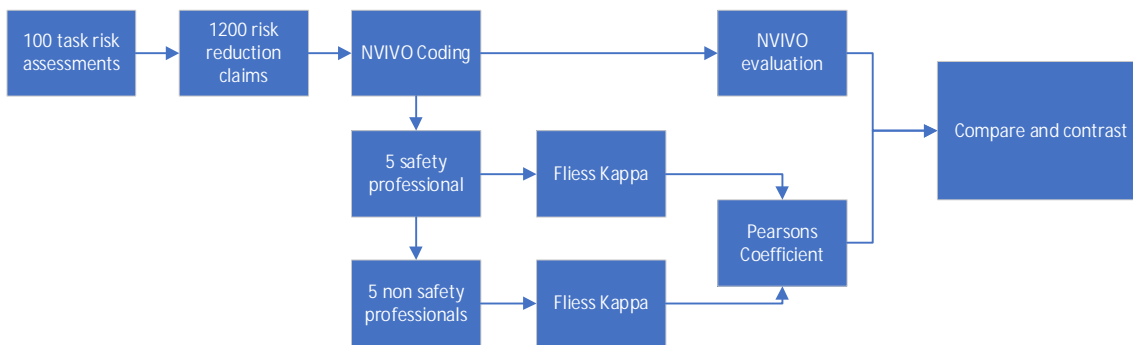 100 task risk
assessments
1200 risk
reduction
claims
NVIVO Coding
NVIVO
evaluation
Compare and contrast
5 safety
professional
Fliess Kappa
Pearsons
Coefficient
5 non safety
professionals
Fliess Kappa